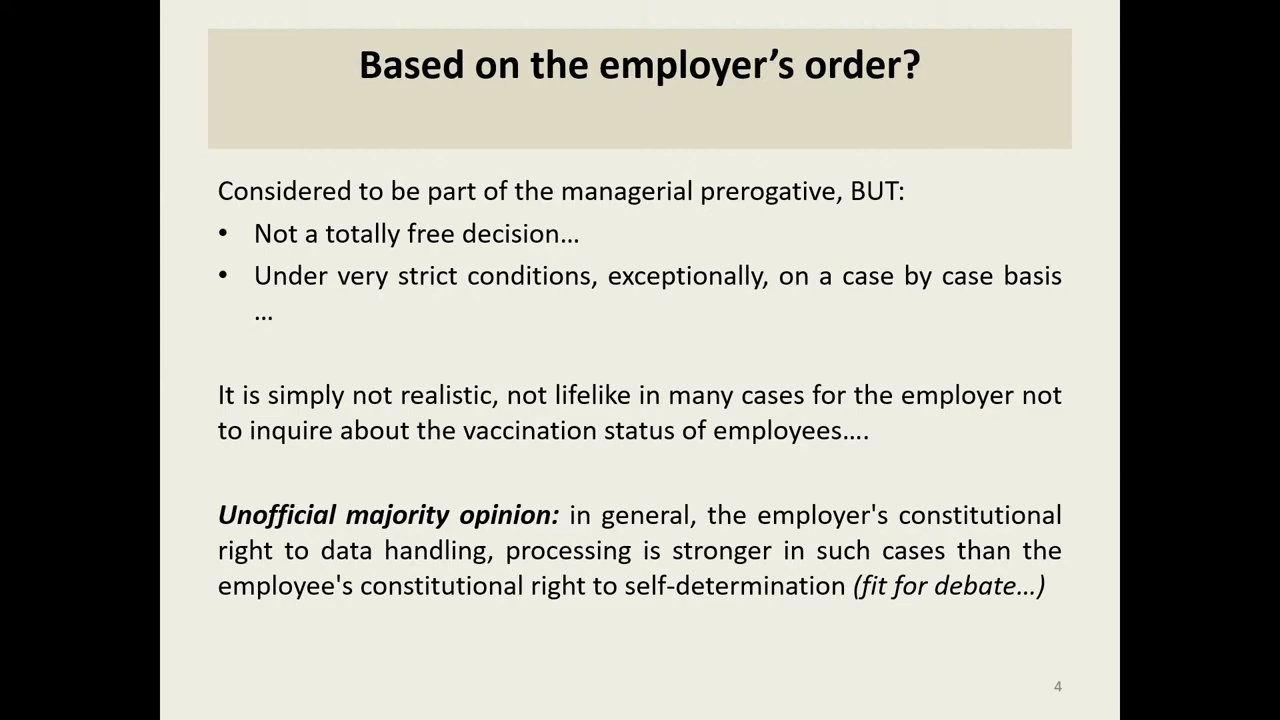 Based on the employer’s order?
Considered to be part of the managerial prerogative, BUT:
• Not a totally free decision…
• Under very strict conditions, exceptionally, on a case by case basis
…
It is simply not realistic, not lifelike in many cases for the employer not
to inquire about the vaccination status of employees….
Unofficial majority opinion: in general, the employer's constitutional
right to data handling, processing is stronger in such cases than the
employee's constitutional right to self-determination (fit for debate…)
4